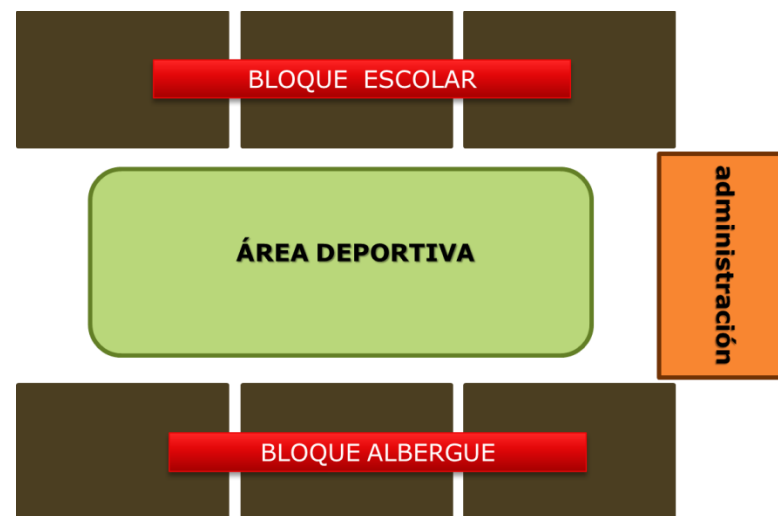 BLOQUE ESCOLAR
ÁREA DEPORTIVA
administración
BLOQUE ALBERGUE